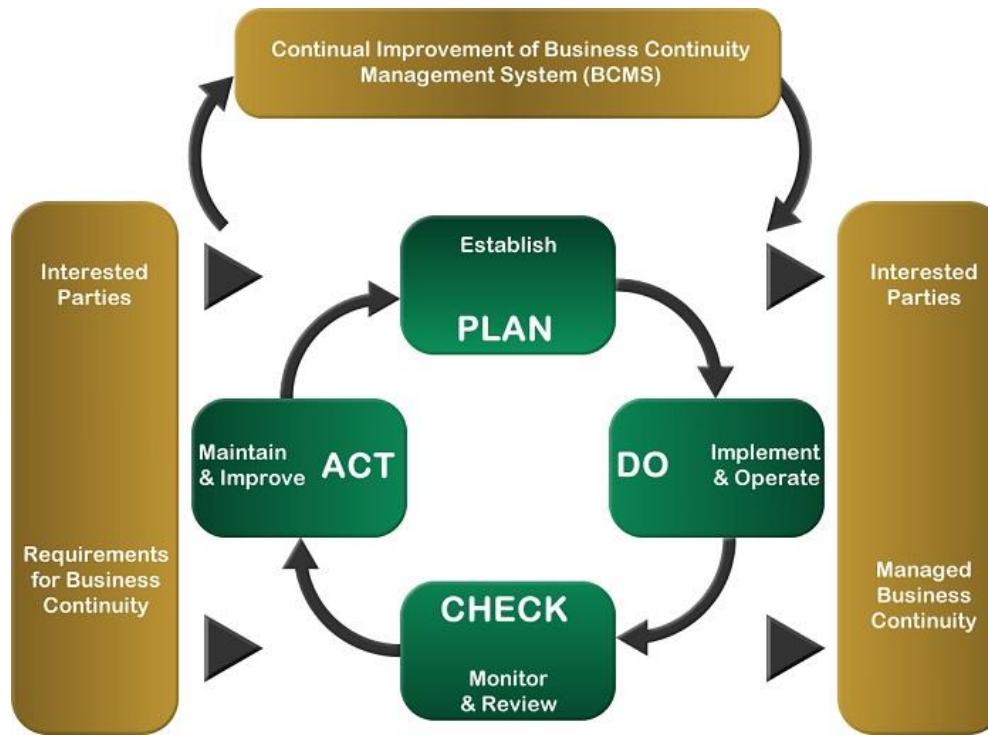 Continual Improvement of Business Continuity
Management System (BCMS)
Interested
Parties
Requirements
for Business
Continuity
Establish
PLAN
DO
Implement
& Operate
CHECK
Monitor
& Review
Maintain
& Improve
ACT
Interested
Parties
Managed
Business
Continuity